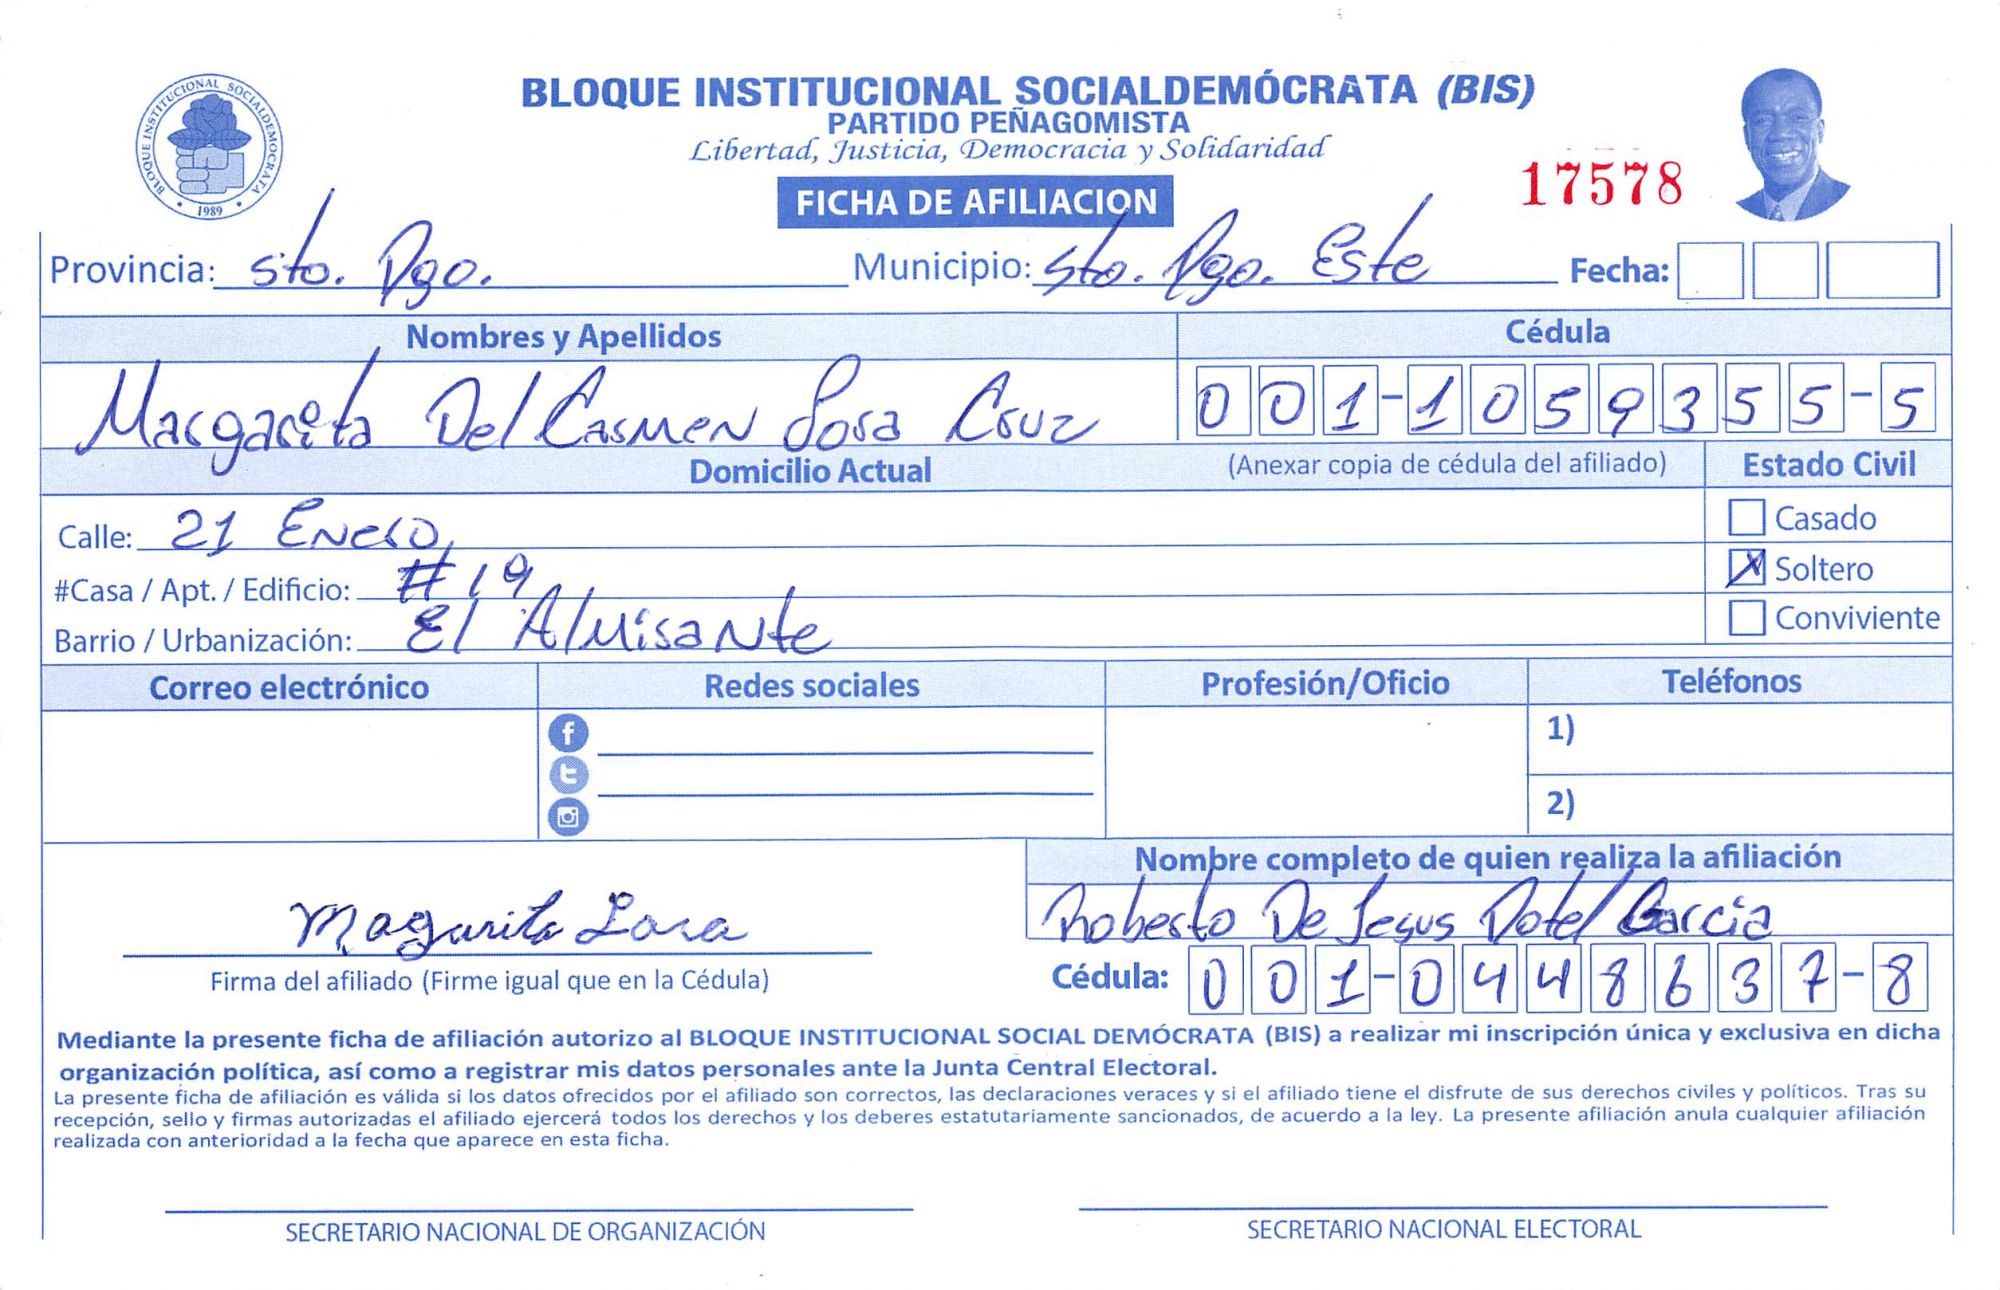 BLOQUE INSTITUCIONAL SOCIALDEMÓCRATA (BIS)
PARTIDO PEÑAGOMISTA
Libertad, Justicia, Democracia y Solidaridad
BLOQUE INSTITUCIONAL SOCIALDEMOCRATA
1989
17578
FICHA DE AFILIACION
Provincia: Sto. Dgo. Municipio: Sto. Dgo. Este Fecha:
Nombres y Apellidos Cédula
Margarita Del Carmen Sosa Cruz 001-1059355-5
Domicilio Actual (Anexar copia de cédula del afiliado) Estado Civil
Calle: 21 Enero, Casado
#Casa / Apt. / Edificio: #19 Soltero
Barrio / Urbanización: El Almirante Conviviente
Correo electrónico Redes sociales Profesión/Oficio Teléfonos
1)
2)
Nombre completo de quien realiza la afiliación
Roberto De Jesus Dotel Garcia
Magarita Sosa
Firma del afiliado (Firme igual que en la Cédula) Cédula: 001-0448637-8
Mediante la presente ficha de afiliación autorizo al BLOQUE INSTITUCIONAL SOCIAL DEMÓCRATA (BIS) a realizar mi inscripción única y exclusiva en dicha
organización política, así como a registrar mis datos personales ante la Junta Central Electoral.
La presente ficha de afiliación es válida si los datos ofrecidos por el afiliado son correctos, las declaraciones veraces y si el afiliado tiene el disfrute de sus derechos civiles y políticos. Tras su
recepción, sello y firmas autorizadas el afiliado ejercerá todos los derechos y los deberes estatutariamente sancionados, de acuerdo a la ley. La presente afiliación anula cualquier afiliación
realizada con anterioridad a la fecha que aparece en esta ficha.
SECRETARIO NACIONAL DE ORGANIZACIÓN SECRETARIO NACIONAL ELECTORAL